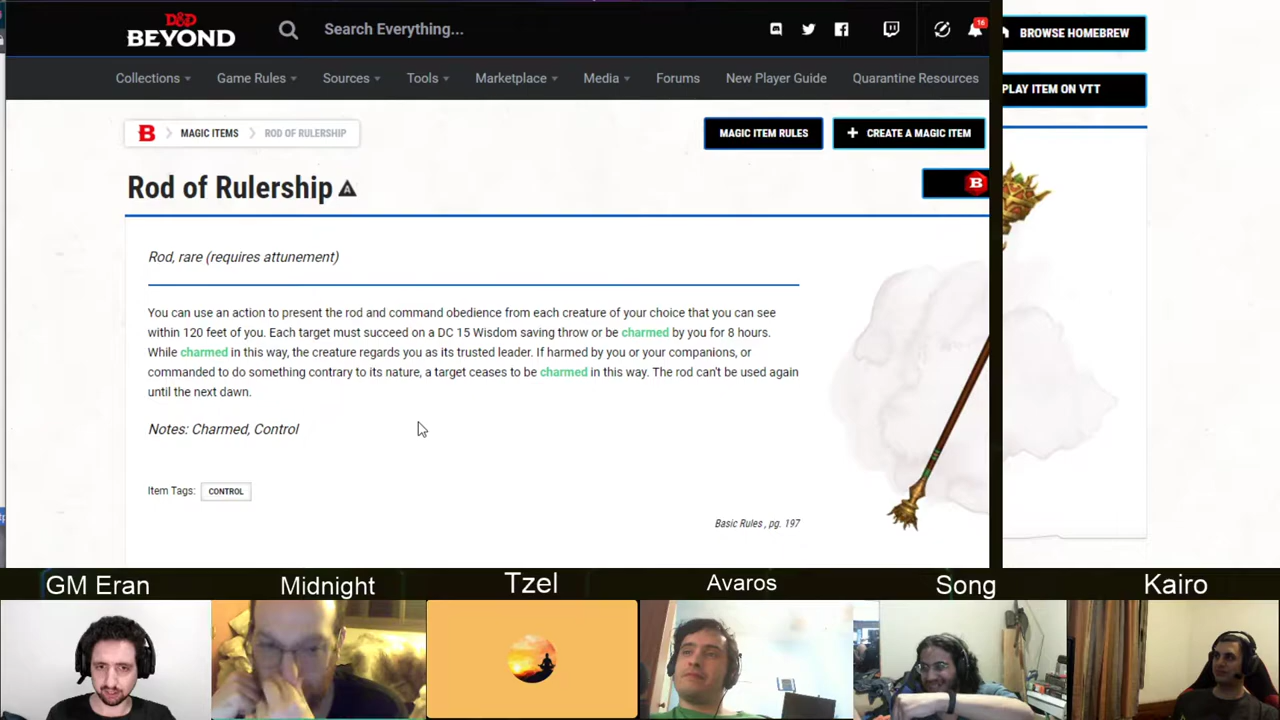 D&D
BEYOND
Search Everything...
16
BROWSE HOMEBREW
Collections
Game Rules
Sources
Tools
Marketplace
Media
Forums
New Player Guide
Quarantine Resources
PLAY ITEM ON VTT
B
MAGIC ITEMS
ROD OF RULERSHIP
MAGIC ITEM RULES
+ CREATE A MAGIC ITEM
Rod of Rulership
B
Rod, rare (requires attunement)
You can use an action to present the rod and command obedience from each creature of your choice that you can see
within 120 feet of you. Each target must succeed on a DC 15 Wisdom saving throw or be charmed by you for 8 hours.
While charmed in this way, the creature regards you as its trusted leader. If harmed by you or your companions, or
commanded to do something contrary to its nature, a target ceases to be charmed in this way. The rod can't be used again
until the next dawn.
Notes: Charmed, Control
Item Tags: CONTROL
Basic Rules , pg. 197
GM Eran
Midnight
Tzel
Avaros
Song
Kairo